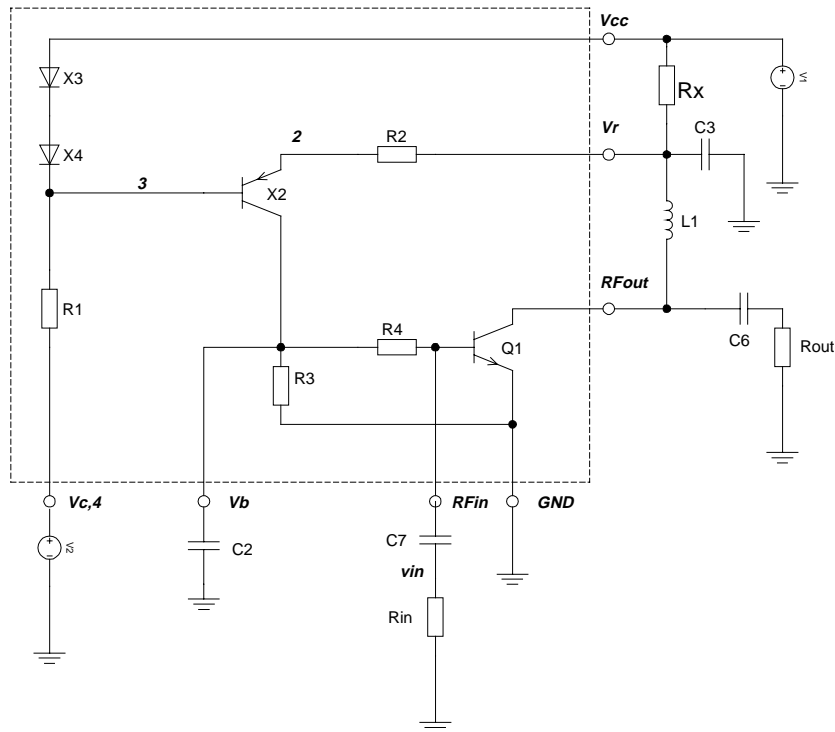 Vcc
X3
Rx
V1
2
R2
Vr
C3
X4
3
X2
L1
RFout
R1
R4
Q1
C6
Rout
R3
Vc,4
Vb
RFin
GND
V2
C2
C7
vin
Rin